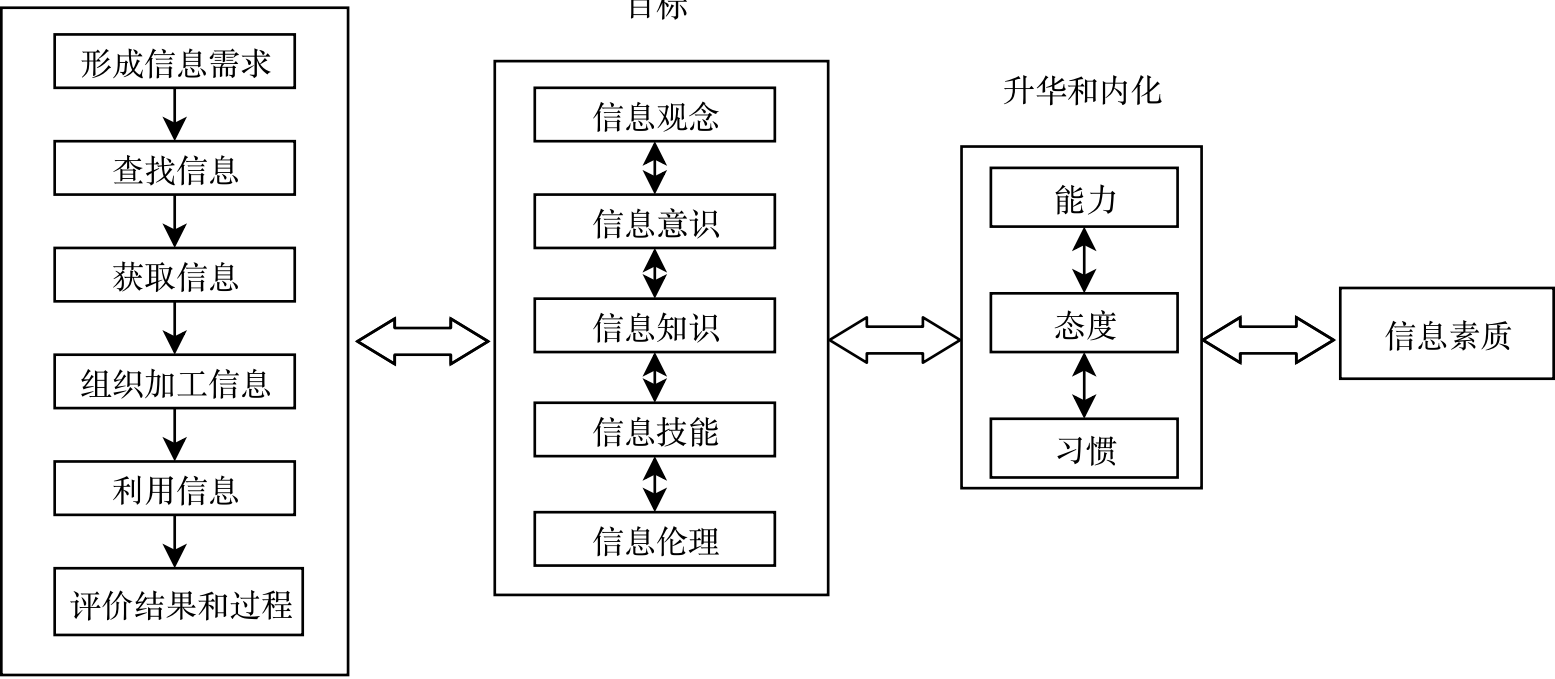 形成信息需求
查找信息
获取信息
组织加工信息
利用信息
评价结果和过程
目标
信息观念
信息意识
信息知识
信息技能
信息伦理
升华和内化
能力
态度
习惯
信息素质